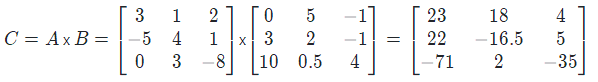 C = A x B = [3 1 2; -5 4 1; 0 3 -8] x [0 5 -1; 3 2 -1; 10 0.5 4] = [23 18 4; 22 -16.5 5; -71 2 -35]